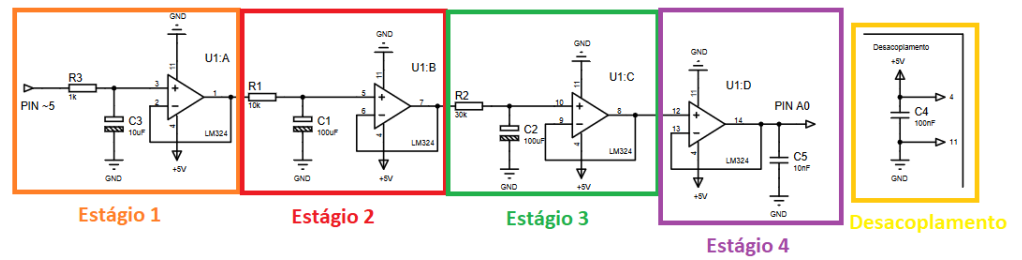 GND
U1:A
11
R3
3
1
PIN ~5
1k
2
C3
10uF
4
LM324
GND
+5V
Estágio 1
GND
U1:B
11
R1
5
7
10k
6
C1
100uF
4
LM324
GND
+5V
Estágio 2
GND
U1:C
11
R2
10
8
30k
9
C2
100uF
4
LM324
GND
+5V
Estágio 3
GND
U1:D
11
PIN A0
12
14
13
4
LM324
C5
10nF
+5V
GND
Estágio 4
Desacoplamento
+5V
4
C4
100nF
11
GND
Desacoplamento